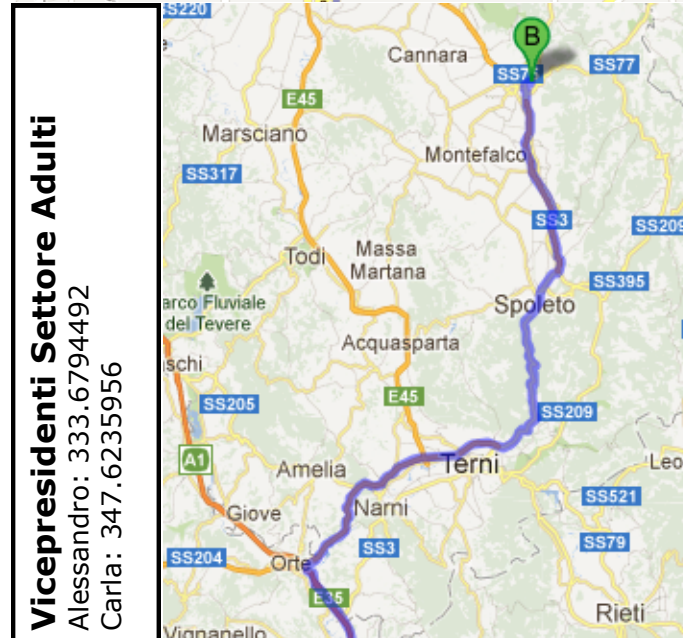 Vicepresidenti Settore Adulti
Alessandro: 333.6794492
Carla: 347.6235956
SS220
B
Cannara
SS75
SS77
E45
Marsciano
Montefalco
SS317
SS3
SS209
Todi
Massa
Martana
SS395
arco Fluviale
del Tevere
Spoleto
Acquasparta
schi
SS205
E45
SS209
A1
Amelia
Terni
Leo
Giove
Narni
SS521
SS204
Orte
SS3
SS79
E35
Rieti
Vignanello